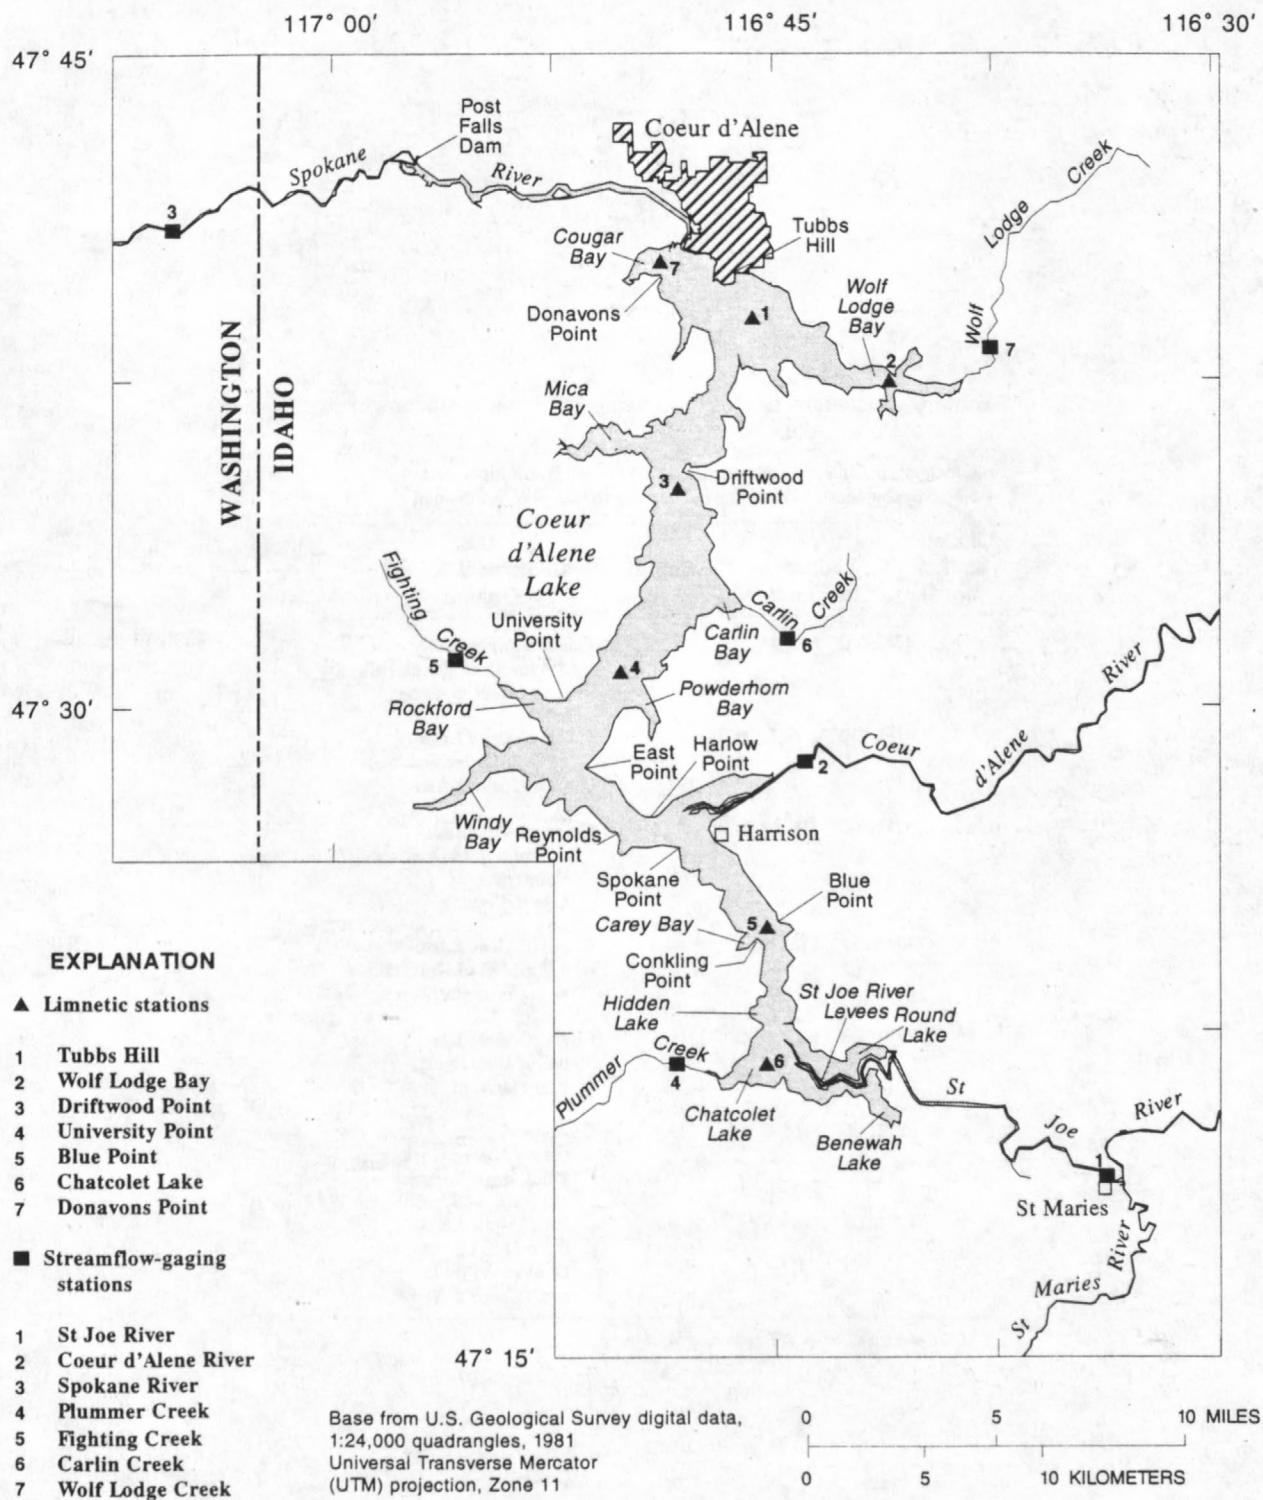 117° 00′
116° 45′
116° 30′
47° 45′
Post
Falls
Dam
Coeur d'Alene
Spokane
River
Creek
3
Lodge
Tubbs
Hill
Cougar
Bay
7
Wolf
Lodge
Bay
Donavons
Point
1
Wolf
7
2
WASHINGTON
IDAHO
Mica
Bay
3
Driftwood
Point
Coeur
d'Alene
Lake
Fighting
Creek
5
University
Point
Carlin
Creek
Carlin
Bay
6
4
River
47° 30′
Rockford
Bay
Powderhorn
Bay
East
Point
Harlow
Point
2
Coeur
d'Alene
Windy
Bay
Reynolds
Point
Harrison
Spokane
Point
Blue
Point
Carey Bay
5
Conkling
Point
Hidden
Lake
St Joe River
Levees
Round
Lake
Plummer
Creek
4
6
St
Joe
River
Chatcolet
Lake
Benewah
Lake
1
St Maries
River
Maries
St
47° 15′
EXPLANATION
Limnetic stations
1 Tubbs Hill
2 Wolf Lodge Bay
3 Driftwood Point
4 University Point
5 Blue Point
6 Chatcolet Lake
7 Donavons Point
Streamflow-gaging
stations
1 St Joe River
2 Coeur d'Alene River
3 Spokane River
4 Plummer Creek
5 Fighting Creek
6 Carlin Creek
7 Wolf Lodge Creek
Base from U.S. Geological Survey digital data,
1:24,000 quadrangles, 1981
Universal Transverse Mercator
(UTM) projection, Zone 11
0 5 10 MILES
0 5 10 KILOMETERS